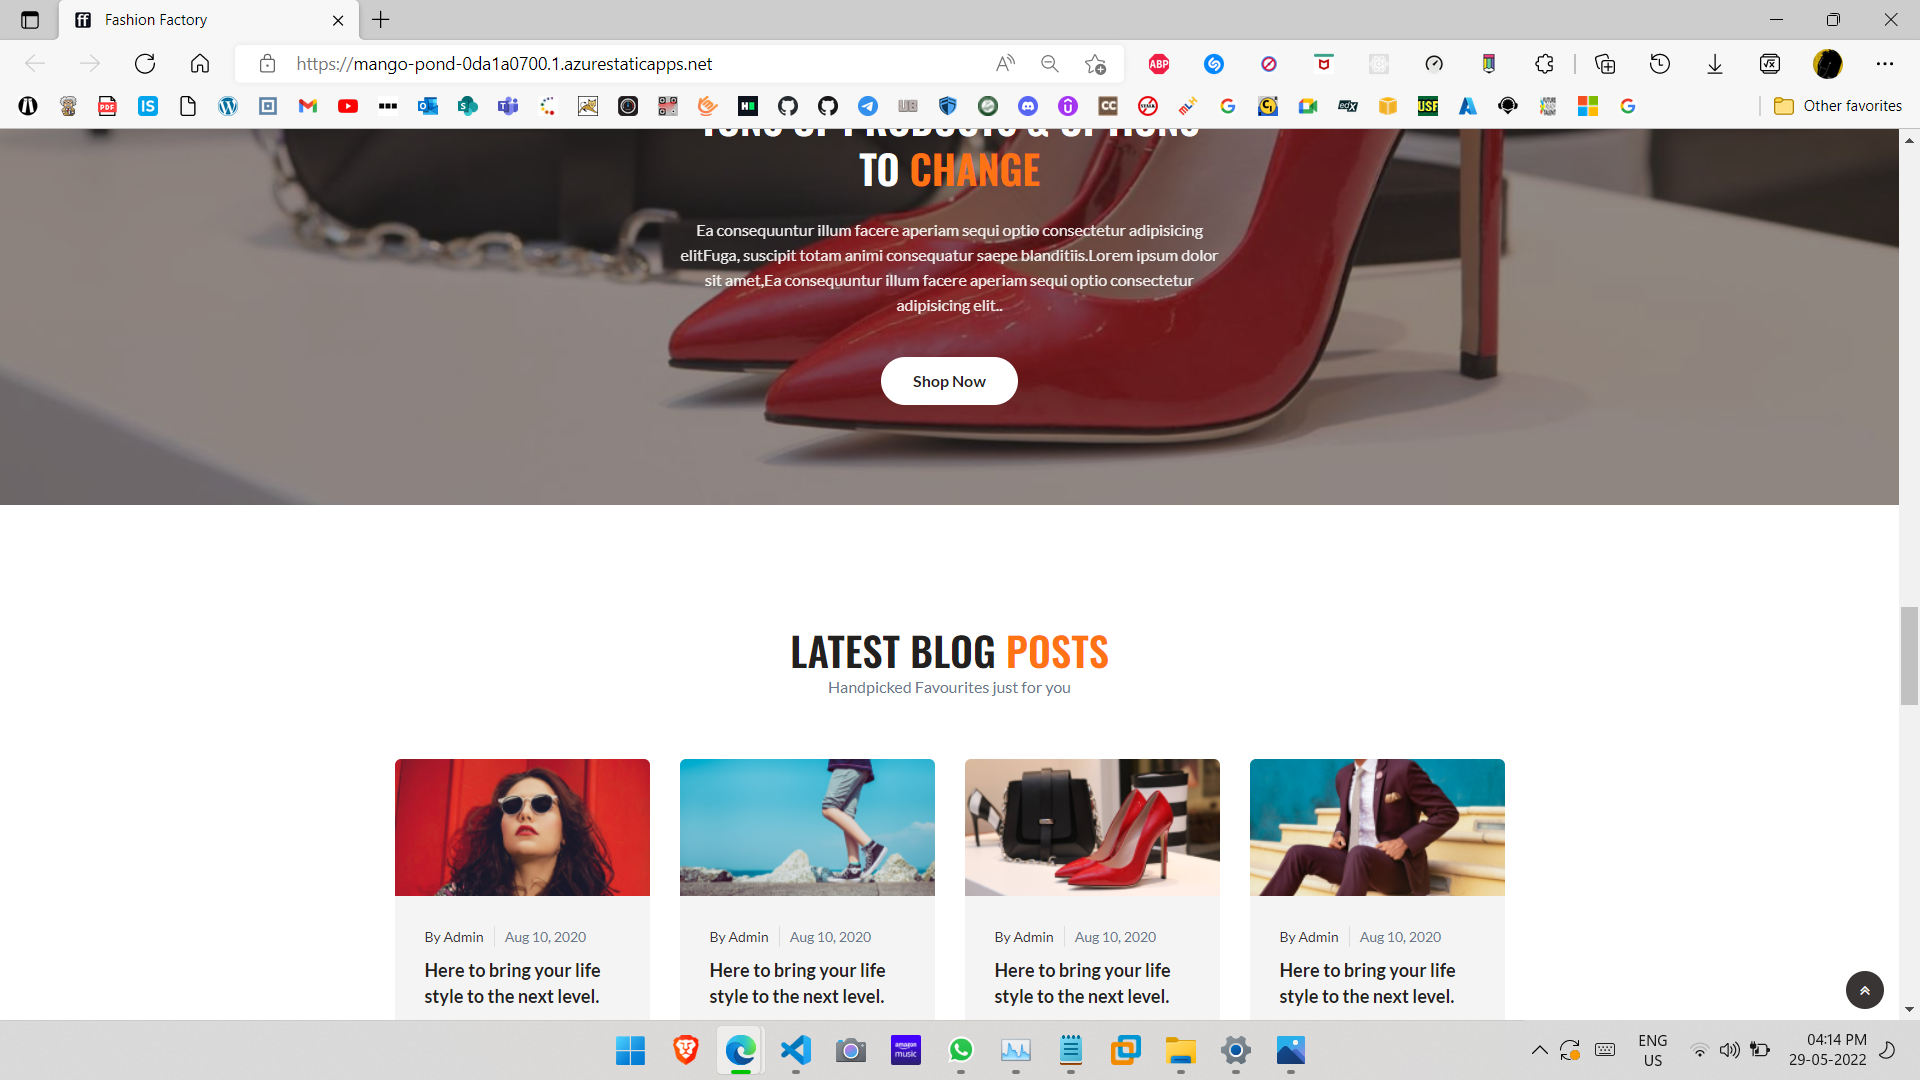 Fashion Factory
https://mango-pond-0da1a0700.1.azurestaticapps.net
Other favorites
TONS OF PRODUCTS & OPTIONS
TO CHANGE
Ea consequuntur illum facere aperiam sequi optio consectetur adipisicing
elitFuga, suscipit totam animi consequatur saepe blanditiis.Lorem ipsum dolor
sit amet,Ea consequuntur illum facere aperiam sequi optio consectetur
adipisicing elit..
Shop Now
LATEST BLOG POSTS
Handpicked Favourites just for you
By Admin Aug 10, 2020
Here to bring your life
style to the next level.
By Admin Aug 10, 2020
Here to bring your life
style to the next level.
By Admin Aug 10, 2020
Here to bring your life
style to the next level.
By Admin Aug 10, 2020
Here to bring your life
style to the next level.
ENG
US
04:14 PM
29-05-2022